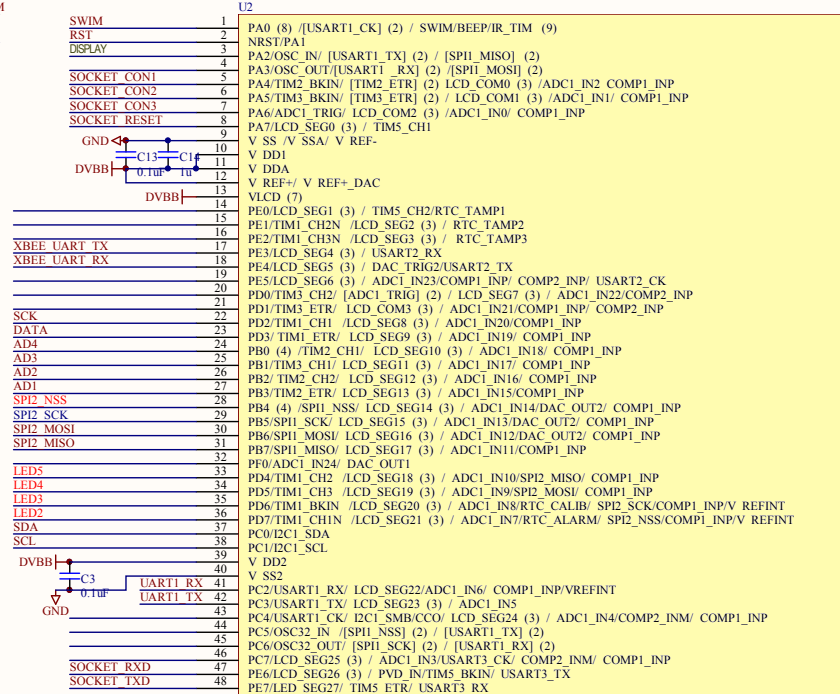 U2
SWIM 1 PA0 (8) /[USART1_CK] (2) / SWIM/BEEP/IR_TIM (9)
RST 2 NRST/PA1
DISPLAY 3 PA2/OSC_IN/ [USART1_TX] (2) / [SPI1_MISO] (2)
4 PA3/OSC_OUT/[USART1 _RX] (2) /[SPI1_MOSI] (2)
SOCKET_CON1 5 PA4/TIM2_BKIN/ [TIM2_ETR] (2) LCD_COM0 (3) /ADC1_IN2 COMP1_INP
SOCKET_CON2 6 PA5/TIM3_BKIN/ [TIM3_ETR] (2) / LCD_COM1 (3) /ADC1_IN1/ COMP1_INP
SOCKET_CON3 7 PA6/ADC1_TRIG/ LCD_COM2 (3) /ADC1_IN0/ COMP1_INP
SOCKET_RESET 8 PA7/LCD_SEG0 (3) / TIM5_CH1
GND 9 V SS /V SSA/ V REF-
10 V DD1
C13 C14
DVBB 11 V DDA
0.1uF 1u
12 V REF+/ V REF+_DAC
DVBB 13 VLCD (7)
14 PE0/LCD_SEG1 (3) / TIM5_CH2/RTC_TAMP1
15 PE1/TIM1_CH2N /LCD_SEG2 (3) / RTC_TAMP2
16 PE2/TIM1_CH3N /LCD_SEG3 (3) / RTC_TAMP3
XBEE_UART_TX 17 PE3/LCD_SEG4 (3) / USART2_RX
XBEE_UART_RX 18 PE4/LCD_SEG5 (3) / DAC_TRIG2/USART2_TX
19 PE5/LCD_SEG6 (3) / ADC1_IN23/COMP1_INP/ COMP2_INP/ USART2_CK
20 PD0/TIM3_CH2/ [ADC1_TRIG] (2) / LCD_SEG7 (3) / ADC1_IN22/COMP2_INP
21 PD1/TIM3_ETR/ LCD_COM3 (3) / ADC1_IN21/COMP1_INP/ COMP2_INP
SCK 22 PD2/TIM1_CH1 /LCD_SEG8 (3) / ADC1_IN20/COMP1_INP
DATA 23 PD3/ TIM1_ETR/ LCD_SEG9 (3) / ADC1_IN19/ COMP1_INP
AD4 24 PB0 (4) /TIM2_CH1/ LCD_SEG10 (3) / ADC1_IN18/ COMP1_INP
AD3 25 PB1/TIM3_CH1/ LCD_SEG11 (3) / ADC1_IN17/ COMP1_INP
AD2 26 PB2/ TIM2_CH2/ LCD_SEG12 (3) / ADC1_IN16/ COMP1_INP
AD1 27 PB3/TIM2_ETR/ LCD_SEG13 (3) / ADC1_IN15/COMP1_INP
SPI2_NSS 28 PB4 (4) /SPI1_NSS/ LCD_SEG14 (3) / ADC1_IN14/DAC_OUT2/ COMP1_INP
SPI2_SCK 29 PB5/SPI1_SCK/ LCD_SEG15 (3) / ADC1_IN13/DAC_OUT2/ COMP1_INP
SPI2_MOSI 30 PB6/SPI1_MOSI/ LCD_SEG16 (3) / ADC1_IN12/DAC_OUT2/ COMP1_INP
SPI2_MISO 31 PB7/SPI1_MISO/ LCD_SEG17 (3) / ADC1_IN11/COMP1_INP
32 PF0/ADC1_IN24/ DAC_OUT1
LED5 33 PD4/TIM1_CH2 /LCD_SEG18 (3) / ADC1_IN10/SPI2_MISO/ COMP1_INP
LED4 34 PD5/TIM1_CH3 /LCD_SEG19 (3) / ADC1_IN9/SPI2_MOSI/ COMP1_INP
LED3 35 PD6/TIM1_BKIN /LCD_SEG20 (3) / ADC1_IN8/RTC_CALIB/ SPI2_SCK/COMP1_INP/V REFINT
LED2 36 PD7/TIM1_CH1N /LCD_SEG21 (3) / ADC1_IN7/RTC_ALARM/ SPI2_NSS/COMP1_INP/V REFINT
SDA 37 PC0/I2C1_SDA
SCL 38 PC1/I2C1_SCL
DVBB 39 V DD2
40 V SS2
C3
0.1uF
GND
UART1_RX 41 PC2/USART1_RX/ LCD_SEG22/ADC1_IN6/ COMP1_INP/VREFINT
UART1_TX 42 PC3/USART1_TX/ LCD_SEG23 (3) / ADC1_IN5
43 PC4/USART1_CK/ I2C1_SMB/CCO/ LCD_SEG24 (3) / ADC1_IN4/COMP2_INM/ COMP1_INP
44 PC5/OSC32_IN /[SPI1_NSS] (2) / [USART1_TX] (2)
45 PC6/OSC32_OUT/ [SPI1_SCK] (2) / [USART1_RX] (2)
46 PC7/LCD_SEG25 (3) / ADC1_IN3/USART3_CK/ COMP2_INM/ COMP1_INP
SOCKET_RXD 47 PE6/LCD_SEG26 (3) / PVD_IN/TIM5_BKIN/ USART3_TX
SOCKET_TXD 48 PE7/LED_SEG27/ TIM5_ETR/ USART3_RX